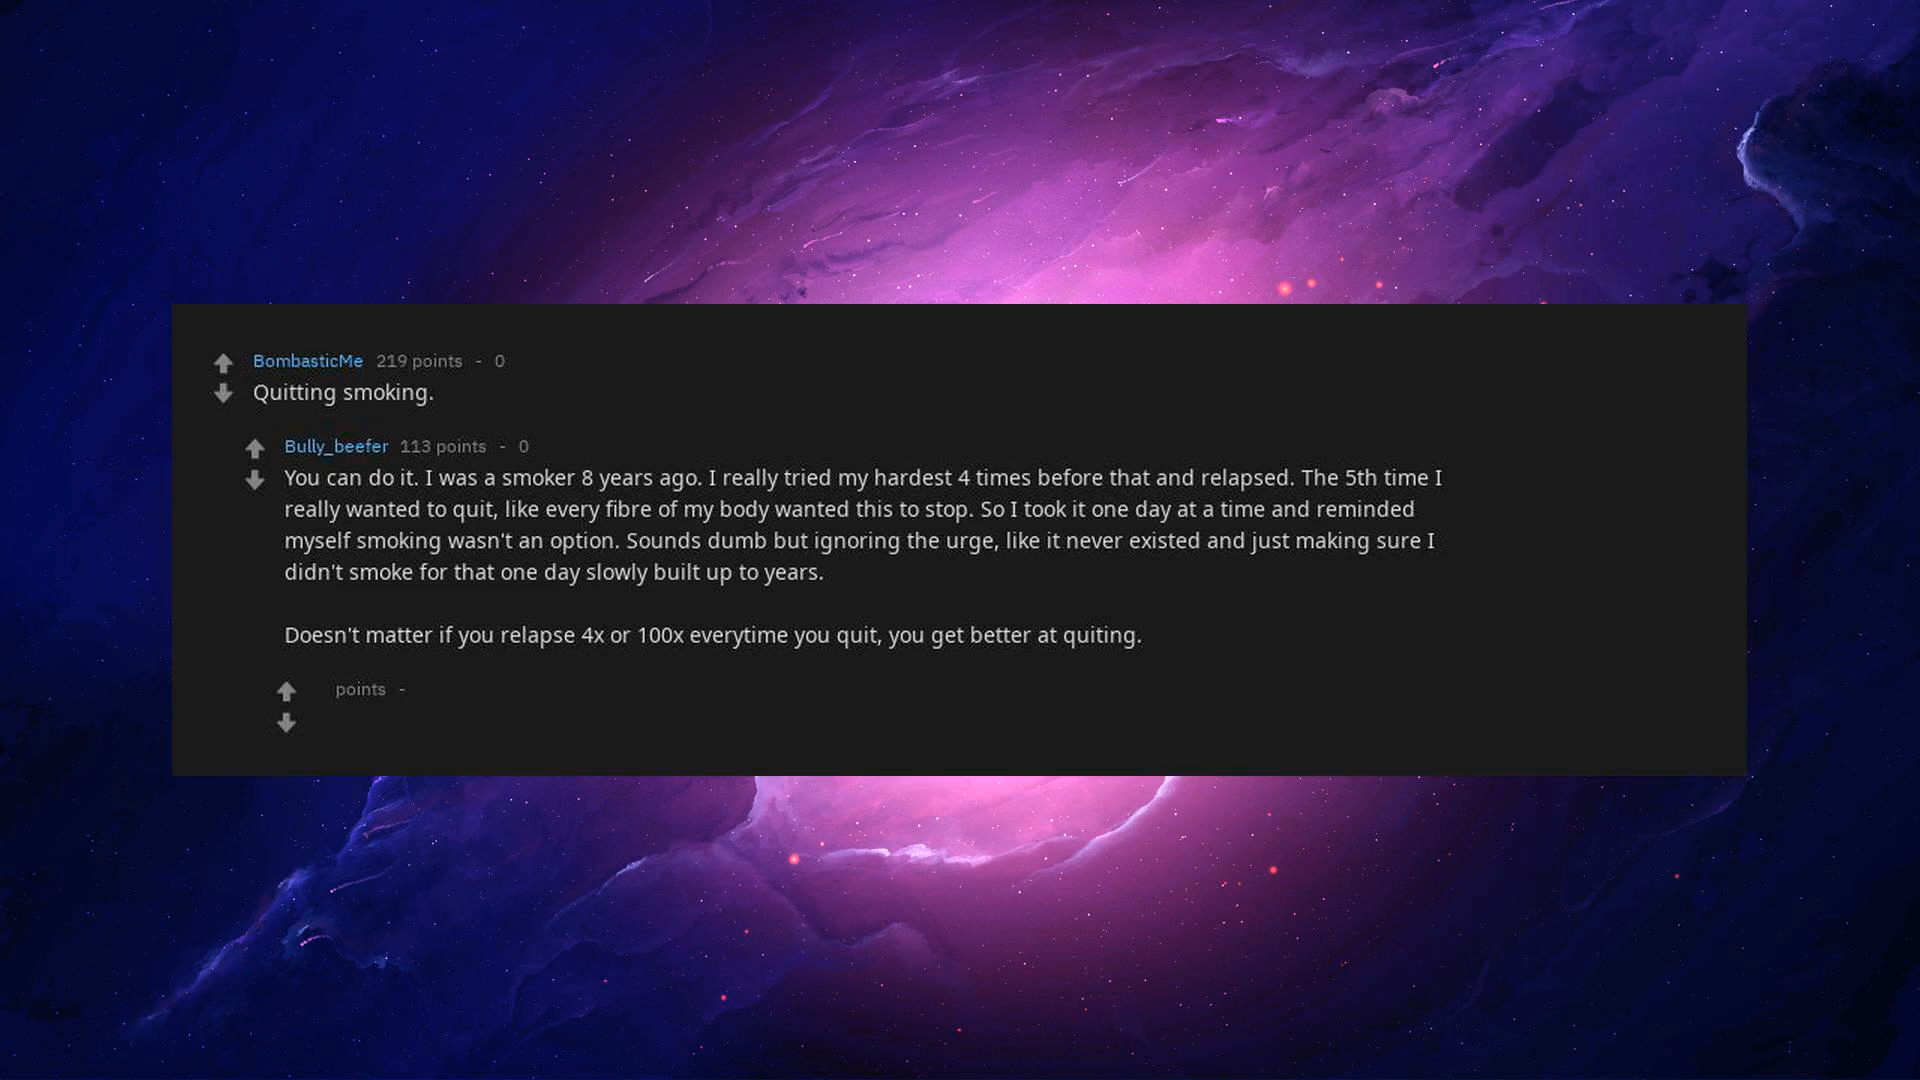 BombasticMe 219 points - 0
Quitting smoking.
Bully_beefer 113 points - 0
You can do it. I was a smoker 8 years ago. I really tried my hardest 4 times before that and relapsed. The 5th time I
really wanted to quit, like every fibre of my body wanted this to stop. So I took it one day at a time and reminded
myself smoking wasn't an option. Sounds dumb but ignoring the urge, like it never existed and just making sure I
didn't smoke for that one day slowly built up to years.
Doesn't matter if you relapse 4x or 100x everytime you quit, you get better at quiting.
points -